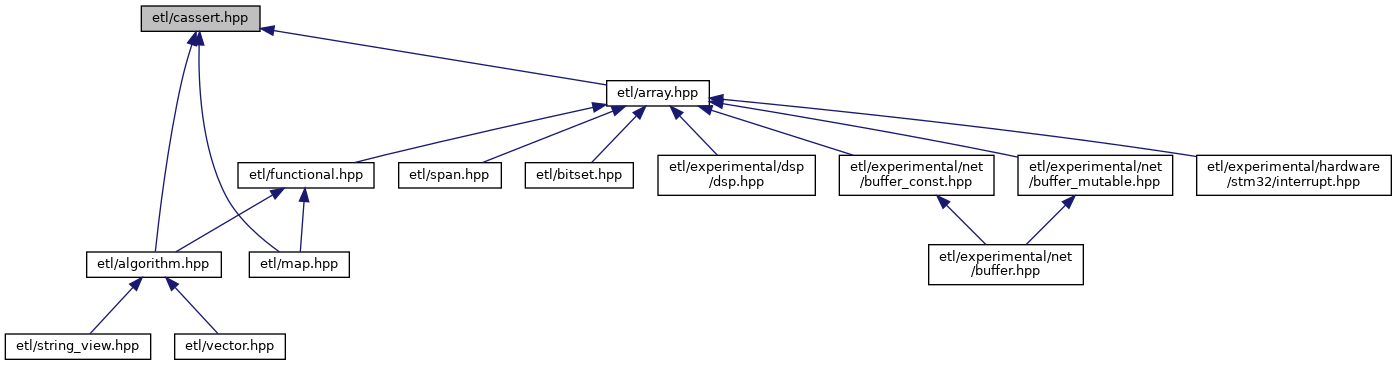 etl/cassert.hpp
etl/array.hpp
etl/functional.hpp
etl/span.hpp
etl/bitset.hpp
etl/experimental/dsp
/dsp.hpp
etl/experimental/net
/buffer_const.hpp
etl/experimental/net
/buffer_mutable.hpp
etl/experimental/hardware
/stm32/interrupt.hpp
etl/algorithm.hpp
etl/map.hpp
etl/experimental/net
/buffer.hpp
etl/string_view.hpp
etl/vector.hpp